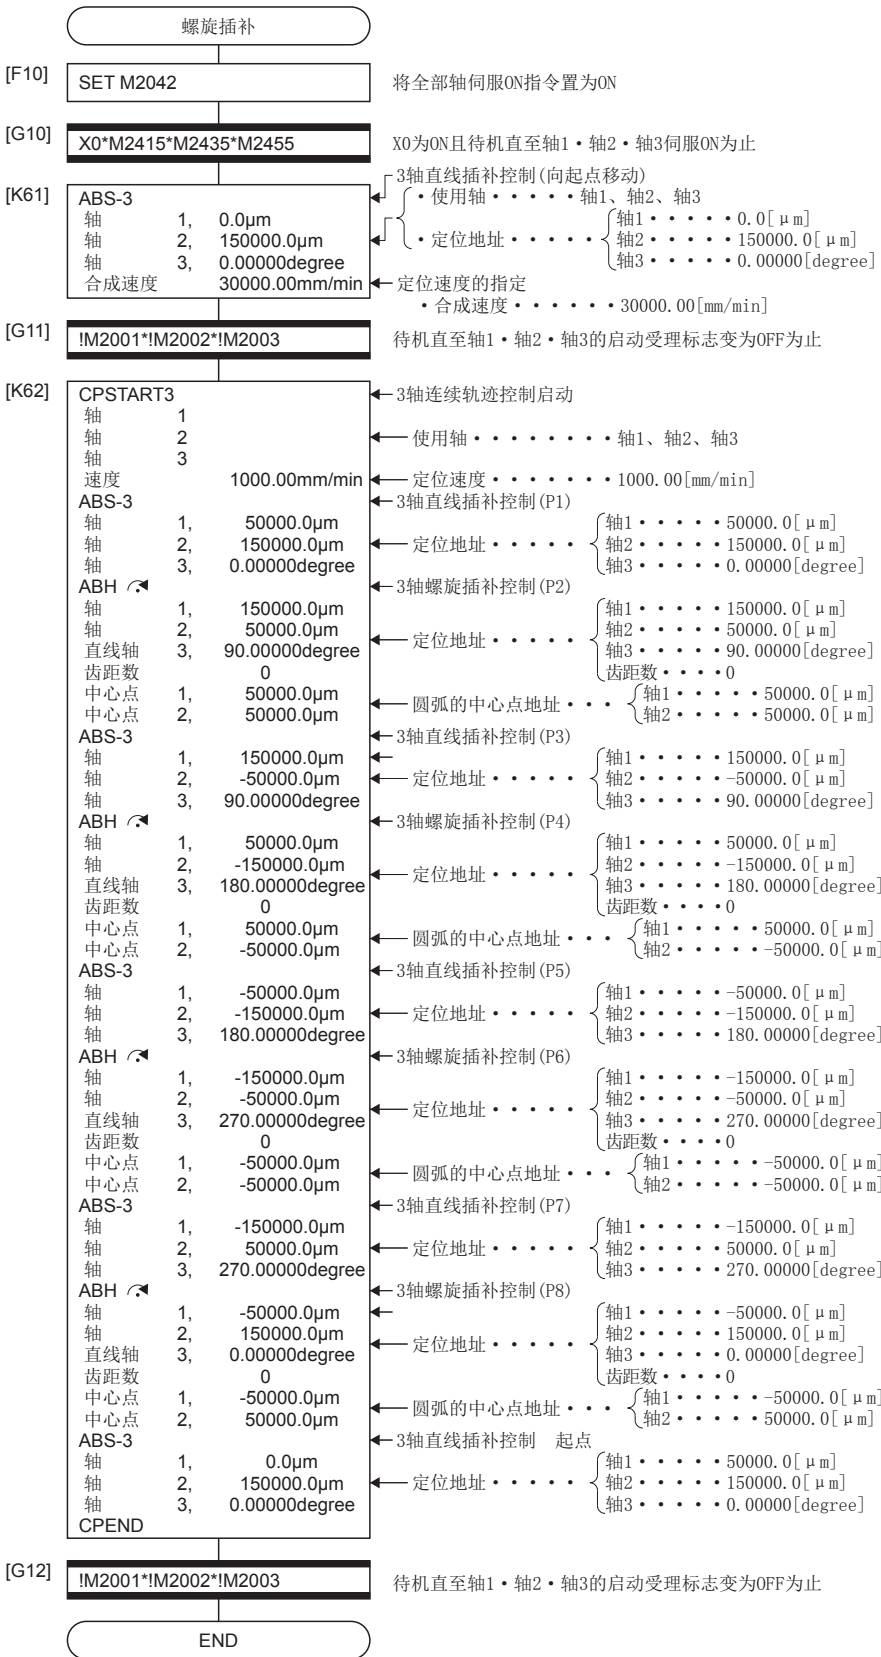 螺旋插补
[F10] SET M2042 将全部轴伺服ON指令置为ON
[G10] X0*M2415*M2435*M2455 X0为ON且待机直至轴1・轴2・轴3伺服ON为止
3轴直线插补控制(向起点移动)
[K61] ABS-3 ・使用轴・・・・・轴1、轴2、轴3
轴 1, 0.0µm 轴1・・・・・0.0[μm]
轴 2, 150000.0µm ・定位地址・・・・・ 轴2・・・・・150000.0[μm]
轴 3, 0.00000degree 轴3・・・・・0.00000[degree]
合成速度 30000.00mm/min 定位速度的指定
・合成速度・・・・・・30000.00[mm/min]
[G11] !M2001*!M2002*!M2003 待机直至轴1・轴2・轴3的启动受理标志变为OFF为止
[K62] CPSTART3 3轴连续轨迹控制启动
轴 1
轴 2 使用轴・・・・・・・・・轴1、轴2、轴3
轴 3
速度 1000.00mm/min 定位速度・・・・・・・1000.00[mm/min]
ABS-3 3轴直线插补控制(P1)
轴 1, 50000.0µm 轴1・・・・・50000.0[μm]
轴 2, 150000.0µm 定位地址・・・・・ 轴2・・・・・150000.0[μm]
轴 3, 0.00000degree 轴3・・・・・0.00000[degree]
ABH 3轴螺旋插补控制(P2)
轴 1, 150000.0µm 轴1・・・・・150000.0[μm]
轴 2, 50000.0µm 定位地址・・・・・ 轴2・・・・・50000.0[μm]
直线轴 3, 90.00000degree 轴3・・・・・90.00000[degree]
齿距数 0 齿距数・・・・0
中心点 1, 50000.0µm 圆弧的中心点地址・・・ 轴1・・・・・50000.0[μm]
中心点 2, 50000.0µm 轴2・・・・・50000.0[μm]
ABS-3 3轴直线插补控制(P3)
轴 1, 150000.0µm 轴1・・・・・150000.0[μm]
轴 2, -50000.0µm 定位地址・・・・・ 轴2・・・・・-50000.0[μm]
轴 3, 90.00000degree 轴3・・・・・90.00000[degree]
ABH 3轴螺旋插补控制(P4)
轴 1, 50000.0µm 轴1・・・・・50000.0[μm]
轴 2, -150000.0µm 定位地址・・・・・ 轴2・・・・・-150000.0[μm]
直线轴 3, 180.00000degree 轴3・・・・・180.00000[degree]
齿距数 0 齿距数・・・・0
中心点 1, 50000.0µm 圆弧的中心点地址・・・ 轴1・・・・・50000.0[μm]
中心点 2, -50000.0µm 轴2・・・・・-50000.0[μm]
ABS-3 3轴直线插补控制(P5)
轴 1, -50000.0µm 轴1・・・・・-50000.0[μm]
轴 2, -150000.0µm 定位地址・・・・・ 轴2・・・・・-150000.0[μm]
轴 3, 180.00000degree 轴3・・・・・180.00000[degree]
ABH 3轴螺旋插补控制(P6)
轴 1, -150000.0µm 轴1・・・・・-150000.0[μm]
轴 2, -50000.0µm 定位地址・・・・・ 轴2・・・・・-50000.0[μm]
直线轴 3, 270.00000degree 轴3・・・・・270.00000[degree]
齿距数 0 齿距数・・・・0
中心点 1, -50000.0µm 圆弧的中心点地址・・・ 轴1・・・・・-50000.0[μm]
中心点 2, -50000.0µm 轴2・・・・・-50000.0[μm]
ABS-3 3轴直线插补控制(P7)
轴 1, -150000.0µm 轴1・・・・・-150000.0[μm]
轴 2, 50000.0µm 定位地址・・・・・ 轴2・・・・・50000.0[μm]
轴 3, 270.00000degree 轴3・・・・・270.00000[degree]
ABH 3轴螺旋插补控制(P8)
轴 1, -50000.0µm 轴1・・・・・-50000.0[μm]
轴 2, 150000.0µm 定位地址・・・・・ 轴2・・・・・150000.0[μm]
直线轴 3, 0.00000degree 轴3・・・・・0.00000[degree]
齿距数 0 齿距数・・・・0
中心点 1, -50000.0µm 圆弧的中心点地址・・・ 轴1・・・・・-50000.0[μm]
中心点 2, 50000.0µm 轴2・・・・・50000.0[μm]
ABS-3 3轴直线插补控制 起点
轴 1, 0.0µm 轴1・・・・・50000.0[μm]
轴 2, 150000.0µm 定位地址・・・・・ 轴2・・・・・150000.0[μm]
轴 3, 0.00000degree 轴3・・・・・0.00000[degree]
CPEND
[G12] !M2001*!M2002*!M2003 待机直至轴1・轴2・轴3的启动受理标志变为OFF为止
END